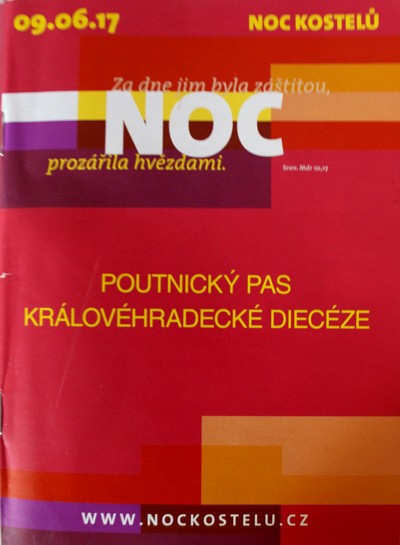 09.06.17 NOC KOSTELŮ
Za dne jim byla záštitou,
NOC
prozářila hvězdami.
Srov. Mdr 10,17
POUTNICKÝ PAS
KRÁLOVÉHRADECKÉ DIECÉZE
WWW.NOCKOSTELU.CZ